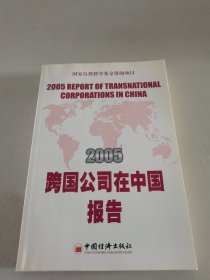 国家自然科学基金资助项目
2005 REPORT OF TRANSNATIONAL
CORPORATIONS IN CHINA
2005
跨国公司在中国
报告
中国经济出版社